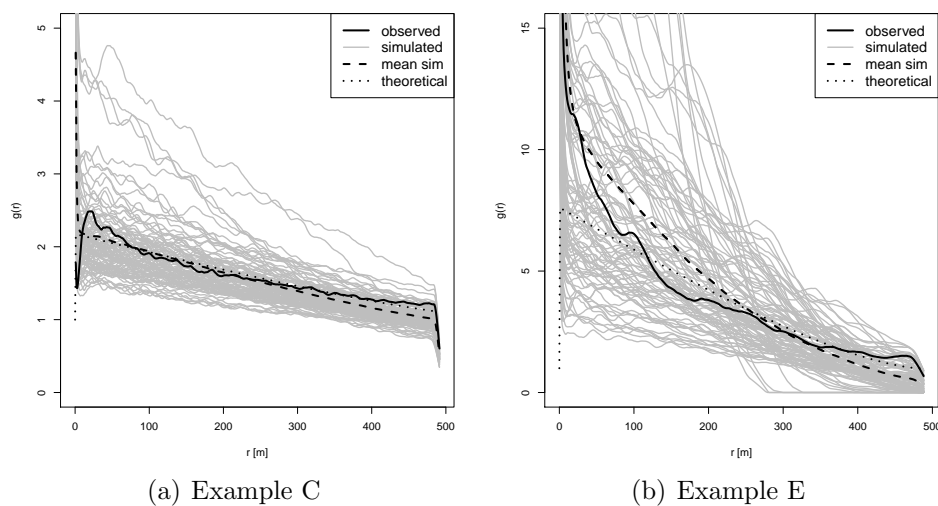 observed
simulated
mean sim
theoretical
5
4
3
2
1
0
g(r)
0 100 200 300 400 500
r [m]
(a) Example C
observed
simulated
mean sim
theoretical
15
10
5
0
g(r)
0 100 200 300 400 500
r [m]
(b) Example E